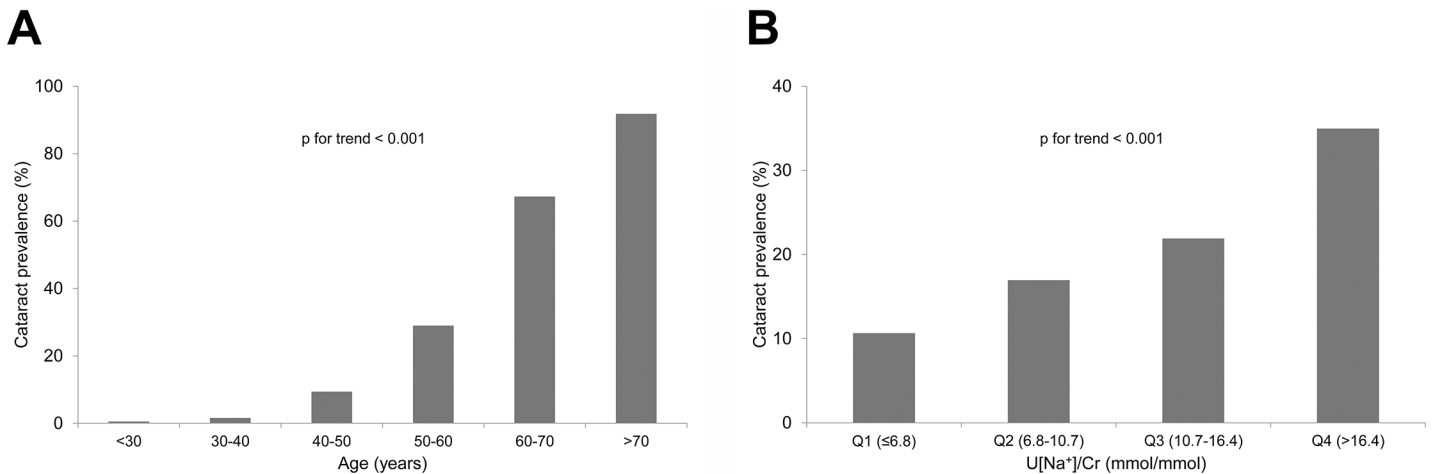 A
Cataract prevalence (%)
100
80
60
40
20
0
p for trend < 0.001
<30 30-40 40-50 50-60 60-70 >70
Age (years)
B
Cataract prevalence (%)
40
30
20
10
0
p for trend < 0.001
Q1 (≤6.8) Q2 (6.8-10.7) Q3 (10.7-16.4) Q4 (>16.4)
U[Na⁺]/Cr (mmol/mmol)